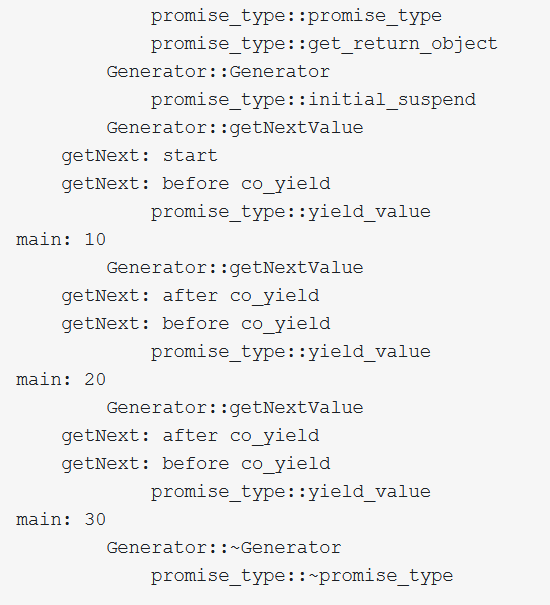 promise_type::promise_type
promise_type::get_return_object
Generator::Generator
promise_type::initial_suspend
Generator::getNextValue
getNext: start
getNext: before co_yield
promise_type::yield_value
main: 10
Generator::getNextValue
getNext: after co_yield
getNext: before co_yield
promise_type::yield_value
main: 20
Generator::getNextValue
getNext: after co_yield
getNext: before co_yield
promise_type::yield_value
main: 30
Generator::~Generator
promise_type::~promise_type